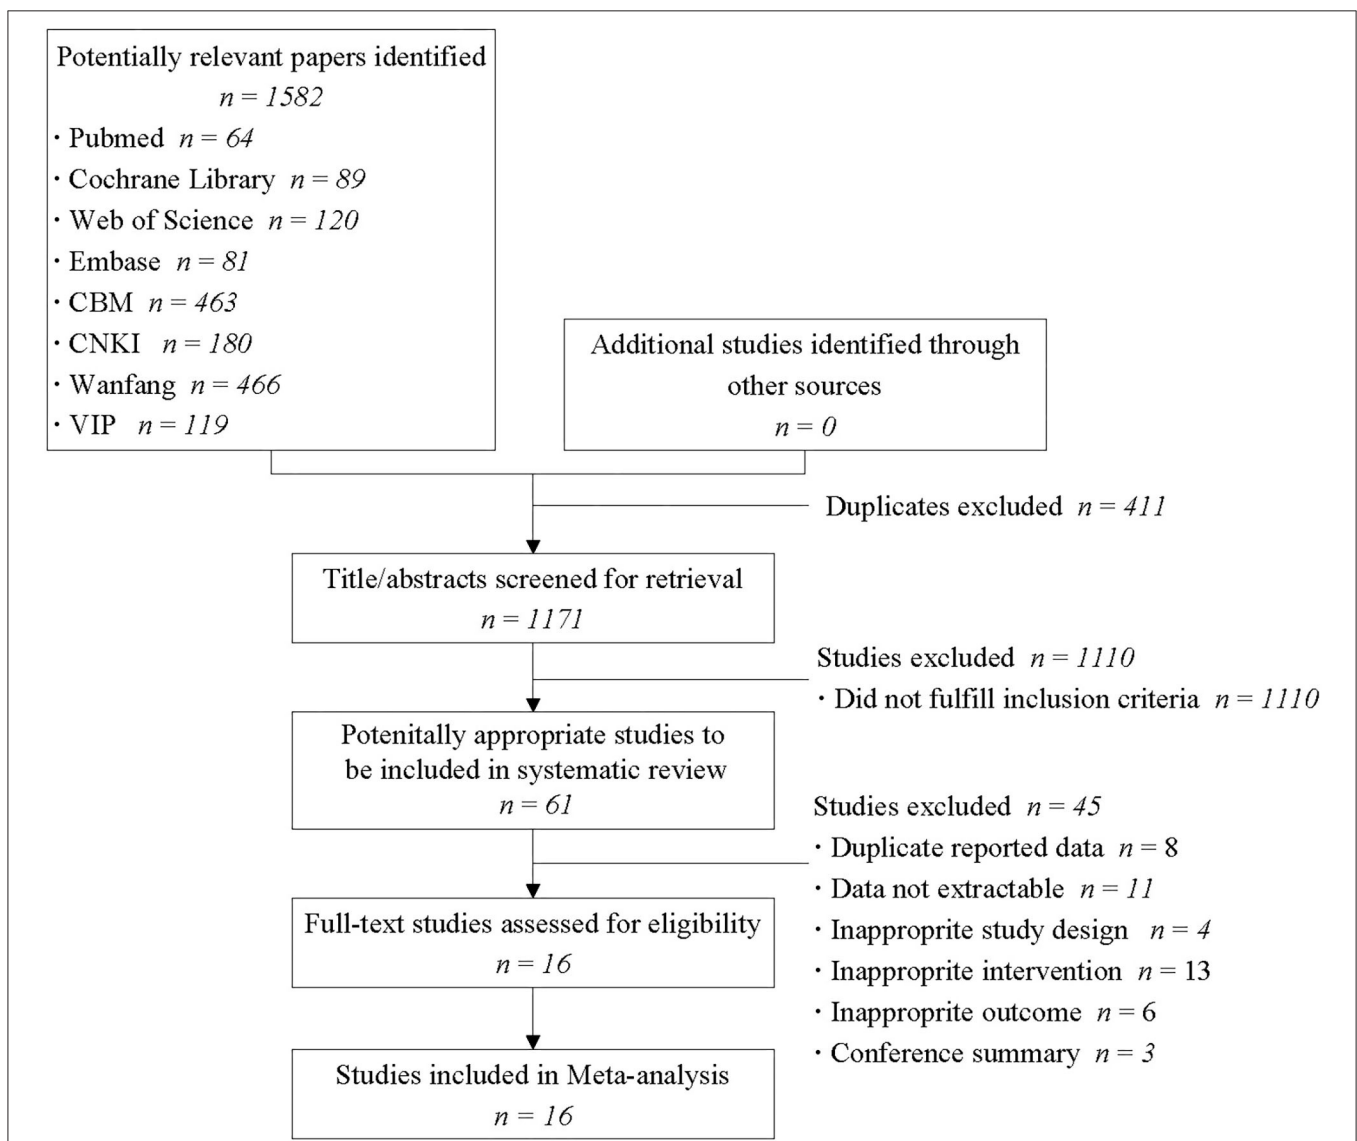 Potentially relevant papers identified
n = 1582
· Pubmed n = 64
· Cochrane Library n = 89
· Web of Science n = 120
· Embase n = 81
· CBM n = 463
· CNKI n = 180
· Wanfang n = 466
· VIP n = 119
Additional studies identified through
other sources
n = 0
Duplicates excluded n = 411
Title/abstracts screened for retrieval
n = 1171
Studies excluded n = 1110
· Did not fulfill inclusion criteria n = 1110
Potenitally appropriate studies to
be included in systematic review
n = 61
Studies excluded n = 45
· Duplicate reported data n = 8
· Data not extractable n = 11
· Inapproprite study design n = 4
· Inapproprite intervention n = 13
· Inapproprite outcome n = 6
· Conference summary n = 3
Full-text studies assessed for eligibility
n = 16
Studies included in Meta-analysis
n = 16